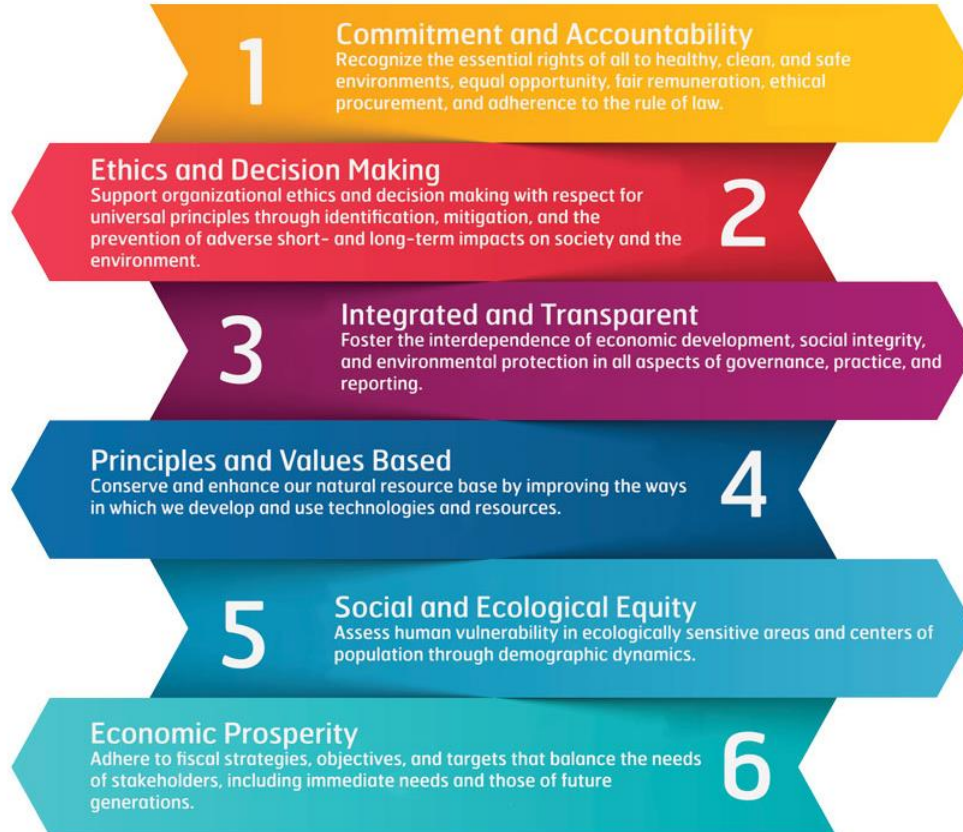 1
Commitment and Accountability
Recognize the essential rights of all to healthy, clean, and safe
environments, equal opportunity, fair remuneration, ethical
procurement, and adherence to the rule of law.
Ethics and Decision Making
Support organizational ethics and decision making with respect for
universal principles through identification, mitigation, and the
prevention of adverse short- and long-term impacts on society and the
environment.
2
3
Integrated and Transparent
Foster the interdependence of economic development, social integrity,
and environmental protection in all aspects of governance, practice, and
reporting.
Principles and Values Based
Conserve and enhance our natural resource base by improving the ways
in which we develop and use technologies and resources.
4
5
Social and Ecological Equity
Assess human vulnerability in ecologically sensitive areas and centers of
population through demographic dynamics.
Economic Prosperity
Adhere to fiscal strategies, objectives, and targets that balance the needs
of stakeholders, including immediate needs and those of future
generations.
6